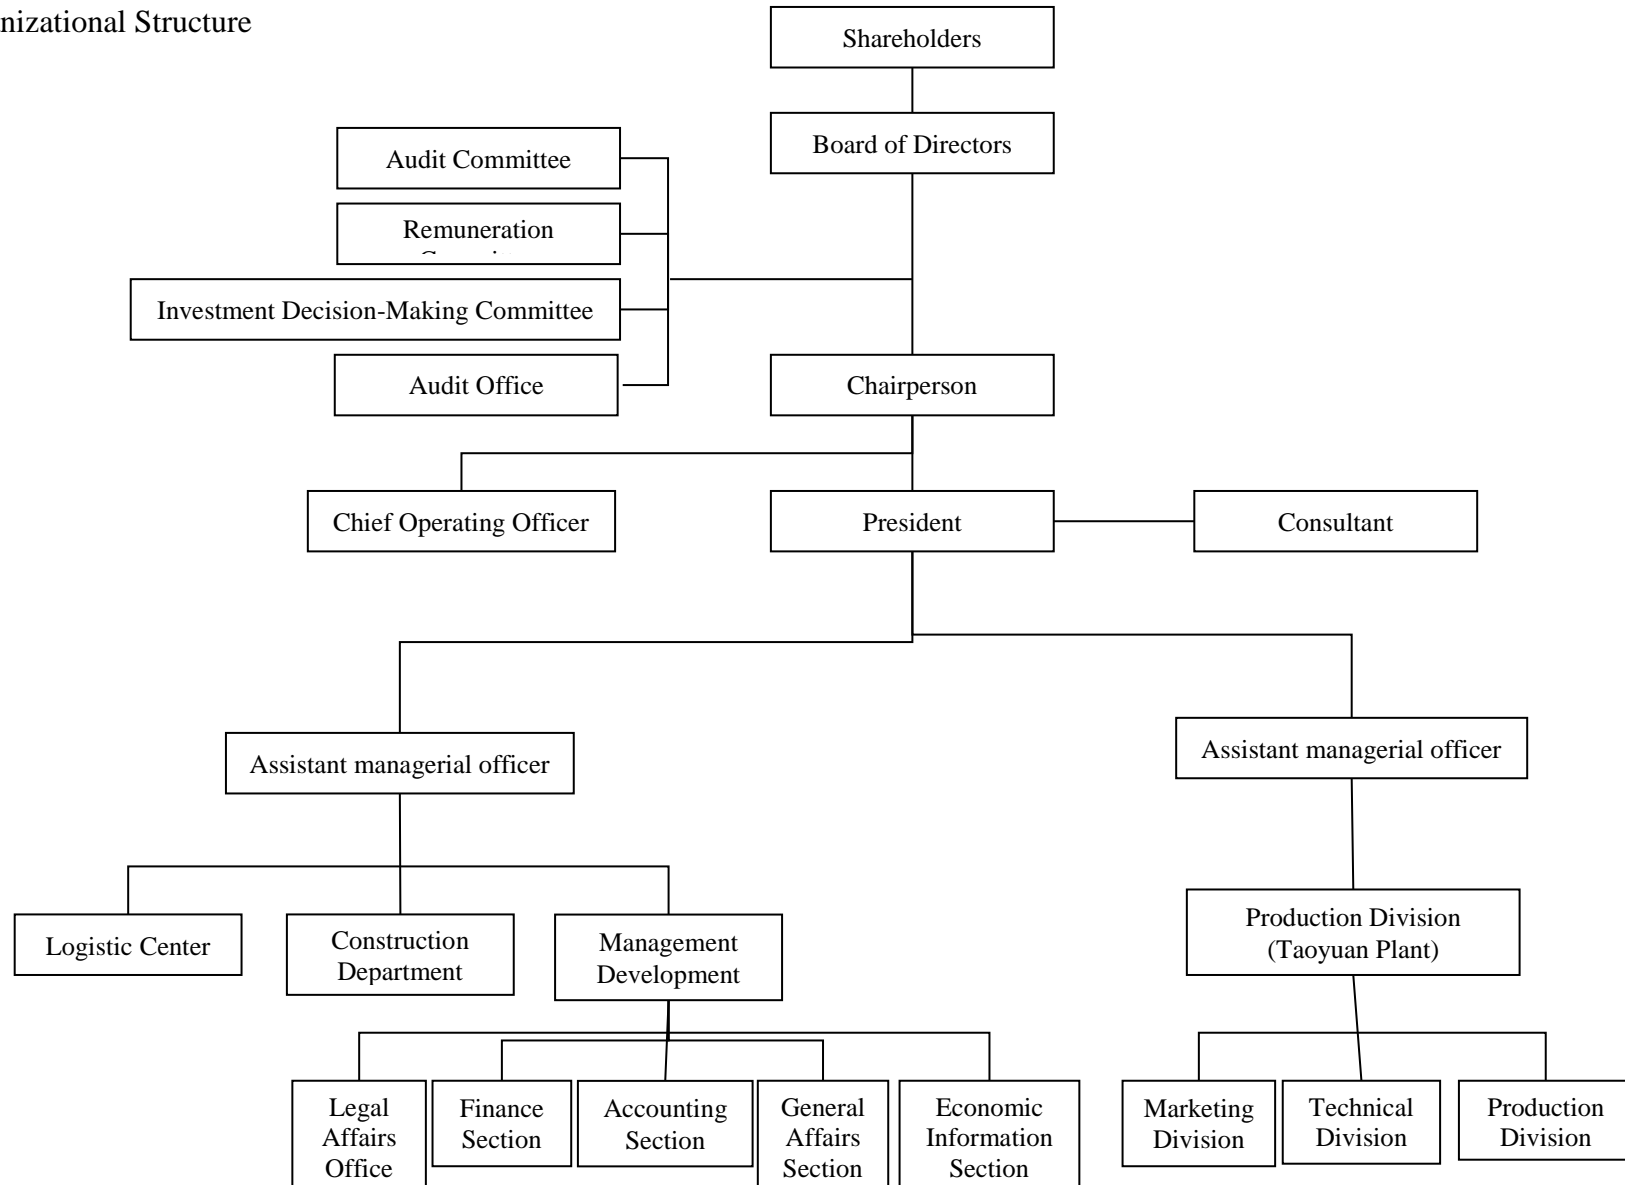 nizational Structure
Shareholders
Board of Directors
Audit Committee
Remuneration
Investment Decision-Making Committee
Audit Office
Chairperson
Chief Operating Officer
President
Consultant
Assistant managerial officer
Assistant managerial officer
Logistic Center
Construction
Department
Management
Development
Production Division
(Taoyuan Plant)
Legal
Affairs
Office
Finance
Section
Accounting
Section
General
Affairs
Section
Economic
Information
Section
Marketing
Division
Technical
Division
Production
Division